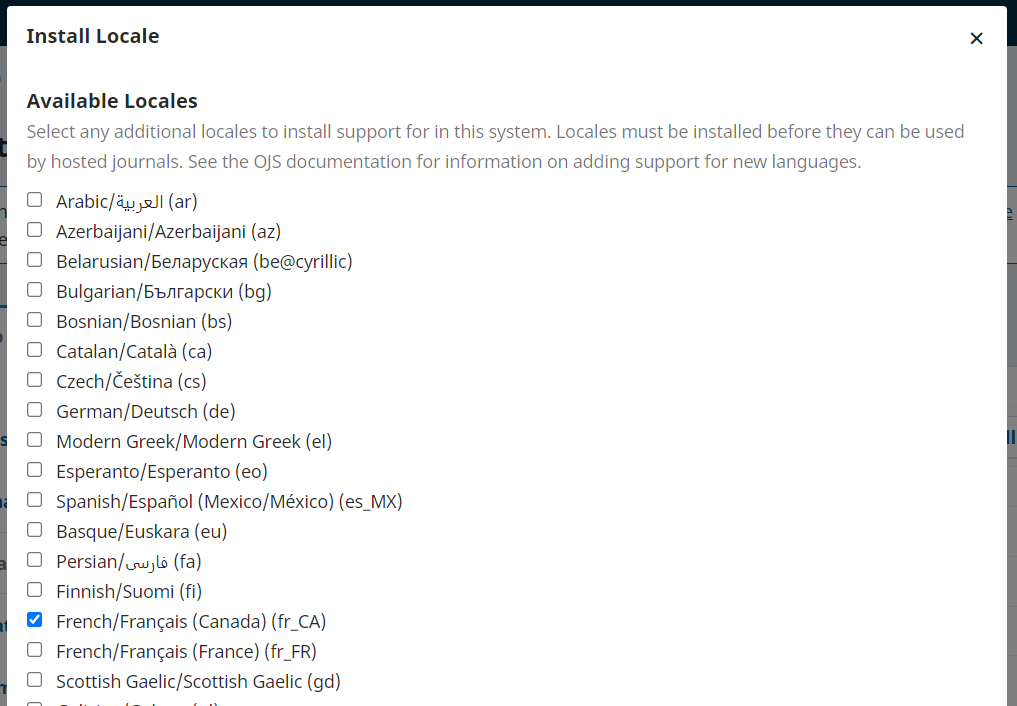 Install Locale
Available Locales
Select any additional locales to install support for in this system. Locales must be installed before they can be used
by hosted journals. See the OJS documentation for information on adding support for new languages.
Arabic/العربية (ar)
Azerbaijani/Azerbaijani (az)
Belarusian/Беларуская (be@cyrillic)
Bulgarian/Български (bg)
Bosnian/Bosnian (bs)
Catalan/Català (ca)
Czech/Čeština (cs)
German/Deutsch (de)
Modern Greek/Modern Greek (el)
Esperanto/Esperanto (eo)
Spanish/Español (Mexico/México) (es_MX)
Basque/Euskara (eu)
Persian/فارسی (fa)
Finnish/Suomi (fi)
French/Français (Canada) (fr_CA)
French/Français (France) (fr_FR)
Scottish Gaelic/Scottish Gaelic (gd)